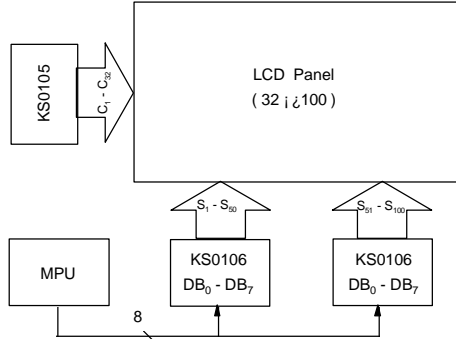 LCD Panel
( 32 ¡¿100 )
KS0105
C₁ - C₃₂
S₁ - S₅₀
S₅₁ - S₁₀₀
MPU
KS0106
DB₀ - DB₇
KS0106
DB₀ - DB₇
8